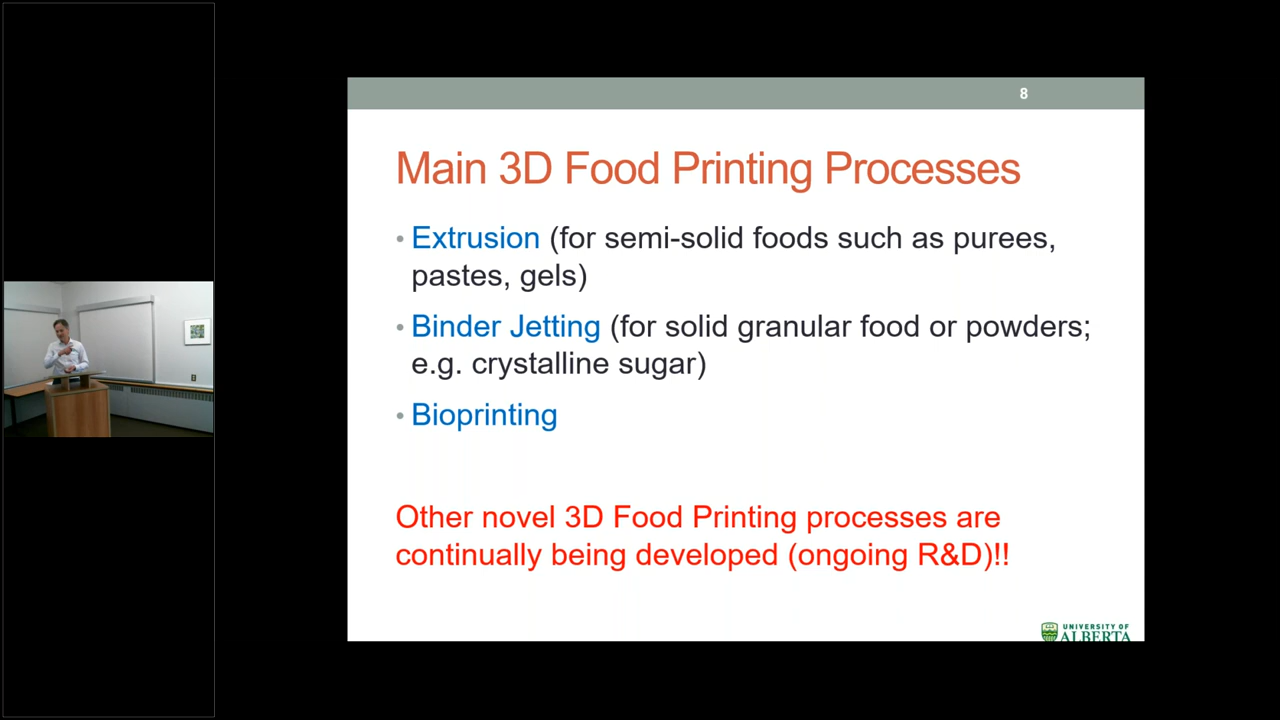 8
Main 3D Food Printing Processes
• Extrusion (for semi-solid foods such as purees,
pastes, gels)
• Binder Jetting (for solid granular food or powders;
e.g. crystalline sugar)
• Bioprinting
Other novel 3D Food Printing processes are
continually being developed (ongoing R&D)!!
UNIVERSITY OF
ALBERTA